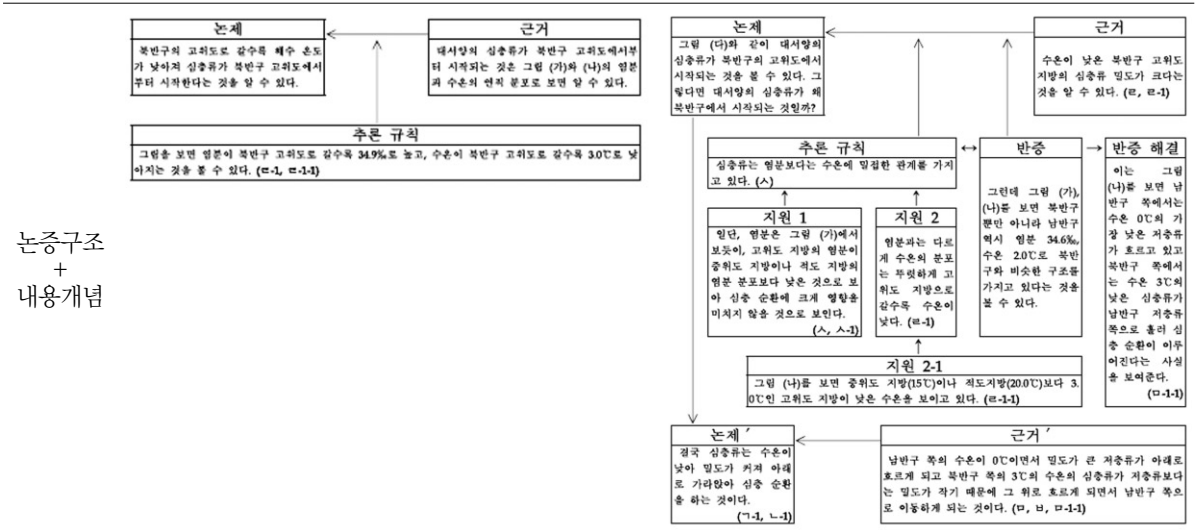 논증구조
+
내용개념
논제
북반구의 고위도로 갈수록 해수 온도
가 낮아져 심층류가 북반구 고위도에서
부터 시작한다는 것을 알 수 있다.
근거
대서양의 심층류가 북반구 고위도에서부
터 시작되는 것은 그림 (가)와 (나)의 염분
과 수온의 연직 분포로 보면 알 수 있다.
추론 규칙
그림을 보면 염분이 북반구 고위도로 갈수록 34.9‰로 높고, 수온이 북반구 고위도로 갈수록 3.0℃로 낮
아지는 것을 볼 수 있다. (ㄷ-1, ㄷ-1-1)
논제
그림 (다)와 같이 대서양의
심층류가 북반구의 고위도에서
시작되는 것을 볼 수 있다. 그
렇다면 대서양의 심층류가 왜
북반구에서 시작되는 것일까?
근거
수온이 낮은 북반구 고위도
지방의 심층류 밀도가 크다는
것을 알 수 있다. (ㄹ, ㄹ-1)
추론 규칙
심층류는 염분보다는 수온에 밀접한 관계를 가지
고 있다. (ㅅ)
반증
그런데 그림 (가),
(나)를 보면 북반구
뿐만 아니라 남반구
역시 염분 34.6‰,
수온 2.0℃로 북반
구와 비슷한 구조를
가지고 있다는 것을
볼 수 있다.
반증 해결
이는 그림
(나)를 보면 남
반구 쪽에서는
수온 0℃의 가
장 낮은 저층류
가 흐르고 있고
북반구 쪽에서
는 수온 3℃의
낮은 심층류가
남반구 저층류
쪽으로 흘러 심
층 순환이 이루
어진다는 사실
을 보여준다.
(ㅁ-1-1)
지원 1
일단, 염분은 그림 (가)에서
보듯이, 고위도 지방의 염분이
중위도 지방이나 적도 지방의
염분 분포보다 낮은 것으로 보
아 심층 순환에 크게 영향을
미치지 않을 것으로 보인다.
(ㅅ, ㅅ-1)
지원 2
염분과는 다르
게 수온의 분포
는 뚜렷하게 고
위도 지방으로
갈수록 수온이
낮다. (ㄹ-1)
지원 2-1
그림 (나)를 보면 중위도 지방(15℃)이나 적도지방(20.0℃)보다 3.
0℃인 고위도 지방이 낮은 수온을 보이고 있다. (ㄹ-1-1)
논제 ′
결국 심층류는 수온이
낮아 밀도가 커져 아래
로 가라앉아 심층 순환
을 하는 것이다.
(ㄱ-1, ㄴ-1)
근거 ′
남반구 쪽의 수온이 0℃이면서 밀도가 큰 저층류가 아래로
흐르게 되고 북반구 쪽의 3℃의 수온의 심층류가 저층류보다
는 밀도가 작기 때문에 그 위로 흐르게 되면서 남반구 쪽으
로 이동하게 되는 것이다. (ㅁ, ㅂ, ㅁ-1-1)